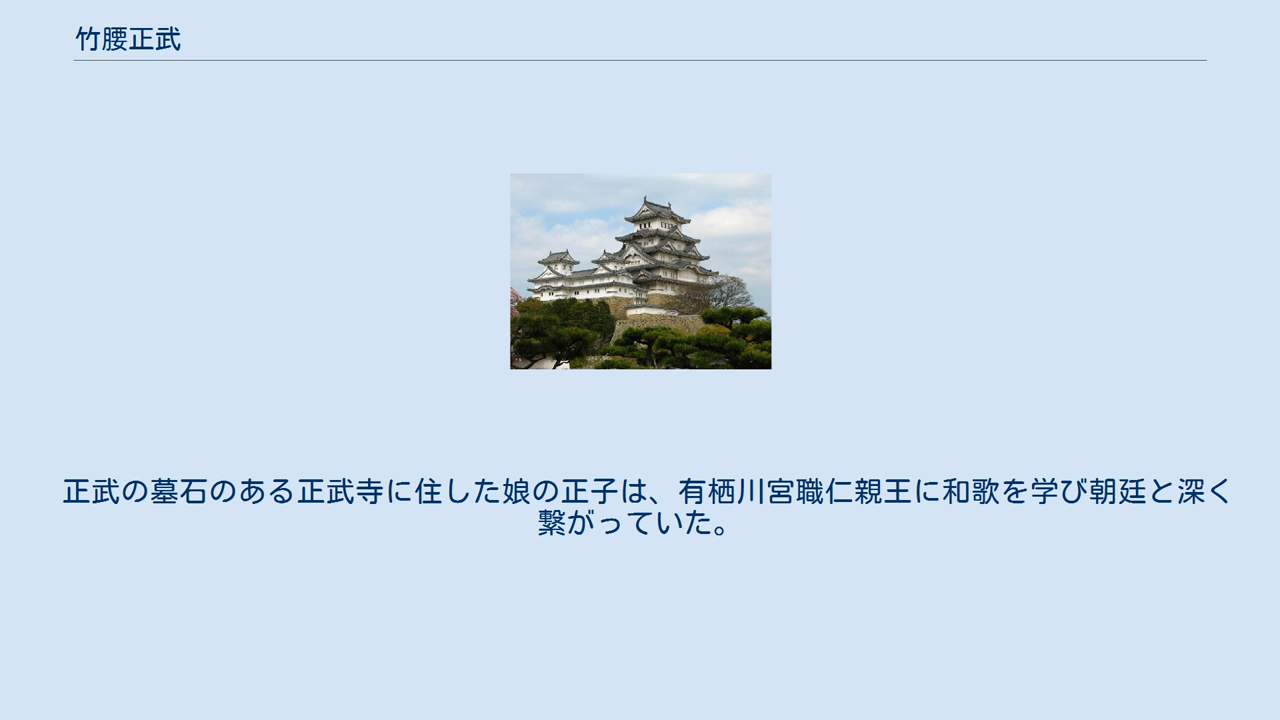 竹腰正武
正武の墓石のある正武寺に住した娘の正子は、有栖川宮職仁親王に和歌を学び朝廷と深く
繋がっていた。